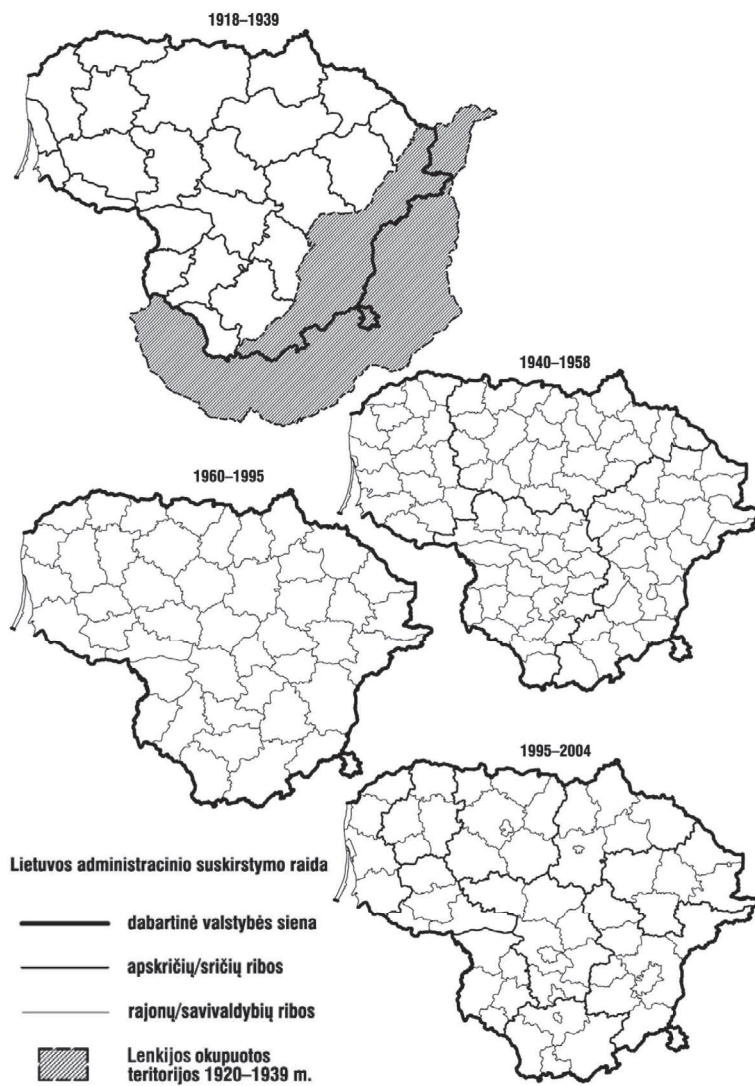 1918–1939
1940–1958
1960–1995
1995–2004
Lietuvos administracinio suskirstymo raida
dabartinė valstybės siena
apskričių/sričių ribos
rajonų/savivaldybių ribos
Lenkijos okupuotos
teritorijos 1920–1939 m.